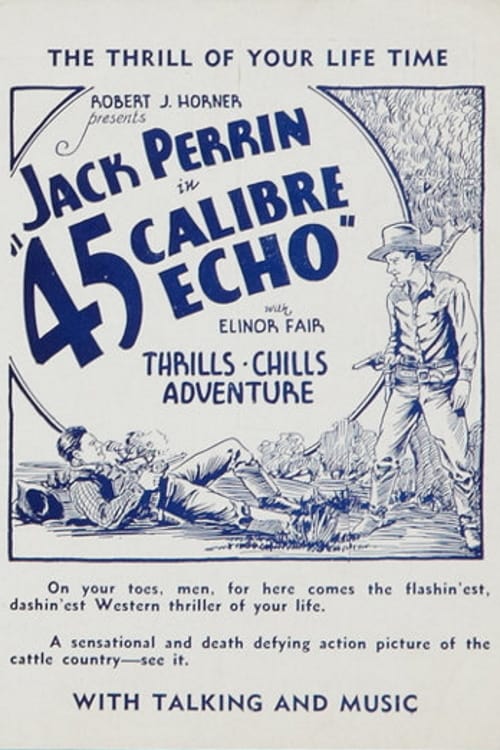 THE THRILL OF YOUR LIFE TIME
ROBERT J. HORNER
presents
JACK PERRIN
in
"45 CALIBRE
ECHO"
with
ELINOR FAIR
THRILLS · CHILLS
ADVENTURE
On your toes, men, for here comes the flashin'est,
dashin'est Western thriller of your life.
A sensational and death defying action picture of the
cattle country—see it.
WITH TALKING AND MUSIC